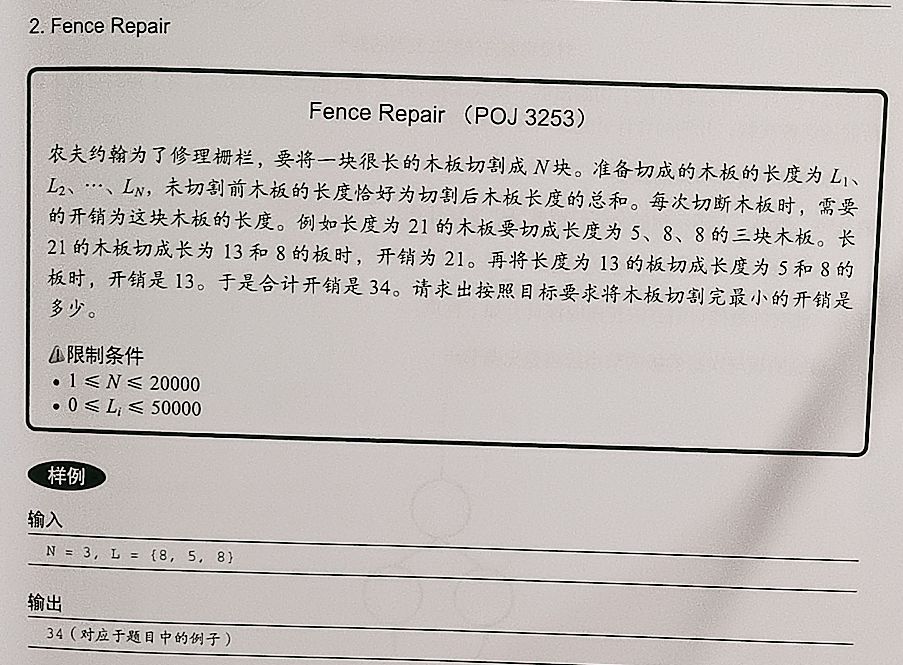 2. Fence Repair
Fence Repair （POJ 3253）
农夫约翰为了修理栅栏，要将一块很长的木板切割成 N块。准备切成的木板的长度为 L₁、
L₂、…、L_N，未切割前木板的长度恰好为切割后木板长度的总和。每次切断木板时，需要
的开销为这块木板的长度。例如长度为 21 的木板要切成长度为 5、8、8 的三块木板。长
21 的木板切成长为 13 和 8 的板时，开销为 21。再将长度为 13 的板切成长度为 5 和 8 的
板时，开销是 13。于是合计开销是 34。请求出按照目标要求将木板切割完最小的开销是
多少。
限制条件
• 1 ≤ N ≤ 20000
• 0 ≤ Lᵢ ≤ 50000
样例
输入
N = 3, L = {8, 5, 8}
输出
34（对应于题目中的例子）